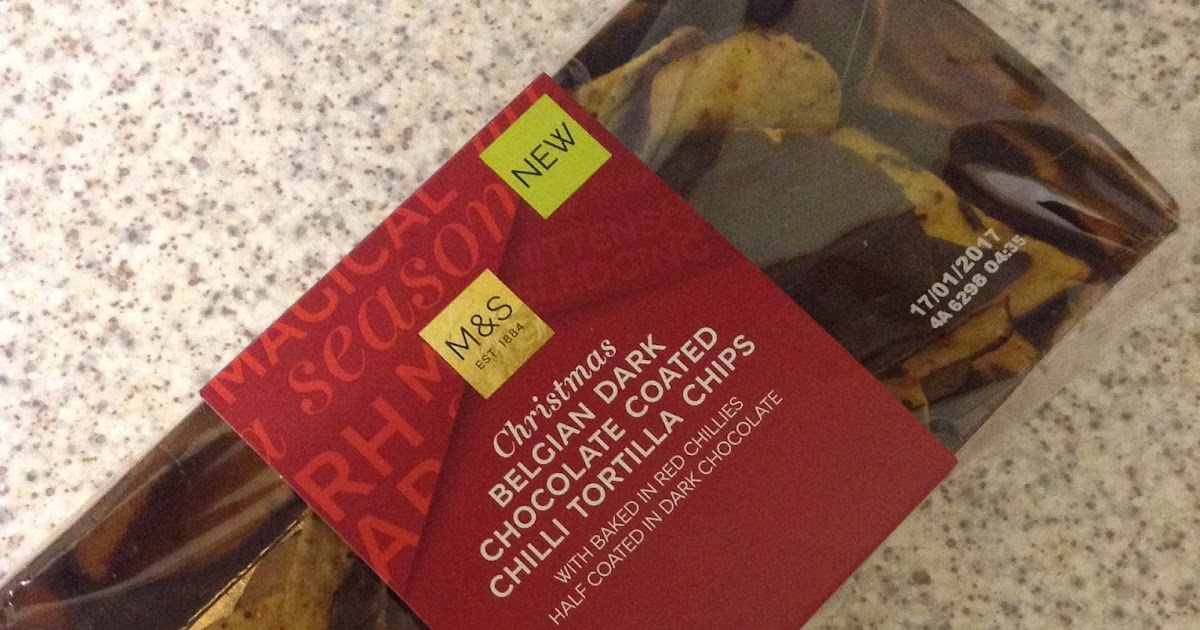 NEW
MAGICAL
a season
RH M
M&S
EST. 1884
Christmas
BELGIAN DARK
CHOCOLATE COATED
CHILLI TORTILLA CHIPS
WITH BAKED IN RED CHILLIES
HALF COATED IN DARK CHOCOLATE
17/01/2017
4A 6298 04:35